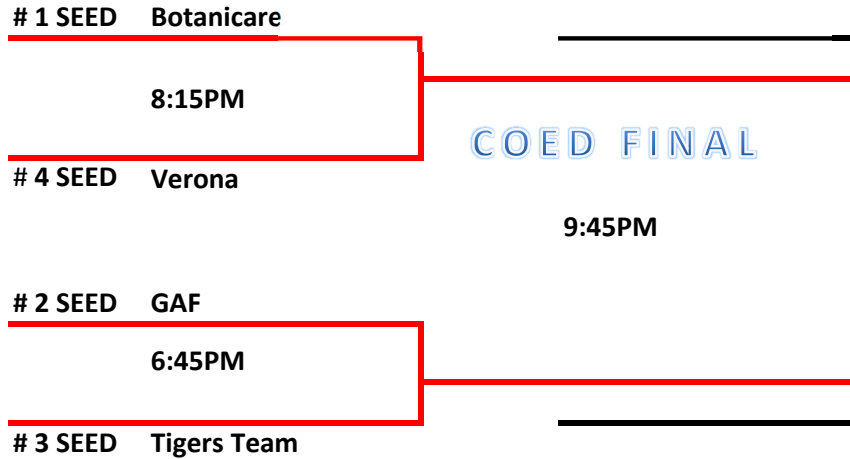 # 1 SEED Botanicare
8:15PM
COED FINAL
# 4 SEED Verona
9:45PM
# 2 SEED GAF
6:45PM
# 3 SEED Tigers Team